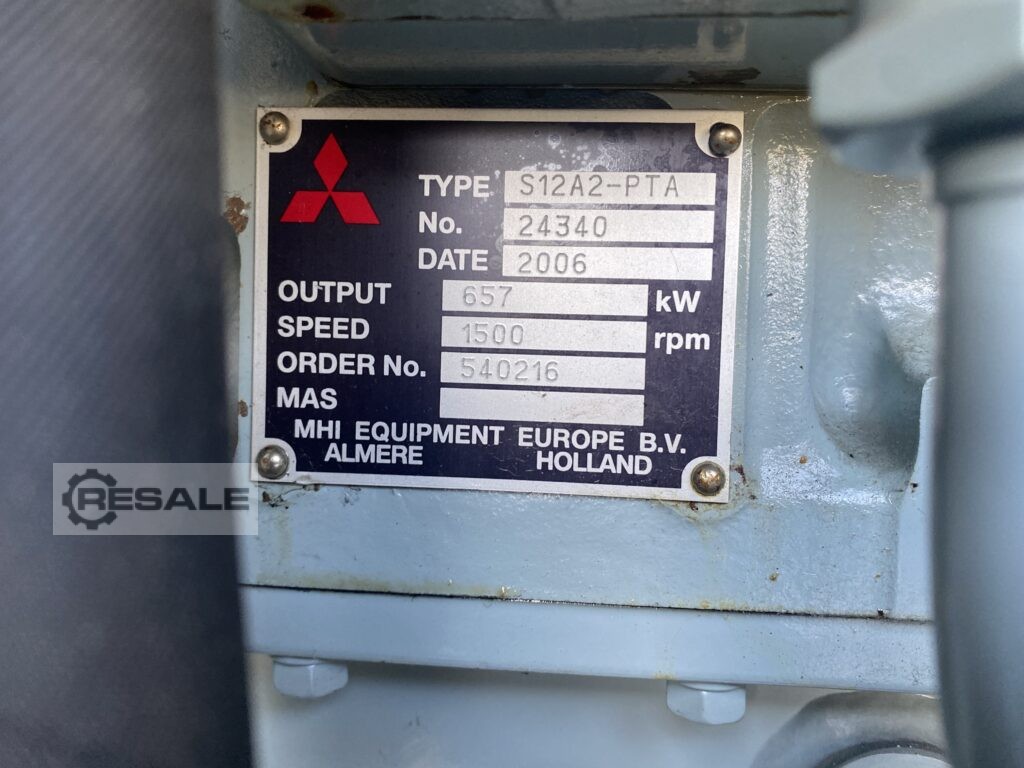 TYPE S12A2-PTA
No. 24340
DATE 2006
OUTPUT 657 kW
SPEED 1500 rpm
ORDER No. 540216
MAS
MHI EQUIPMENT EUROPE B.V.
ALMERE HOLLAND
RESALE